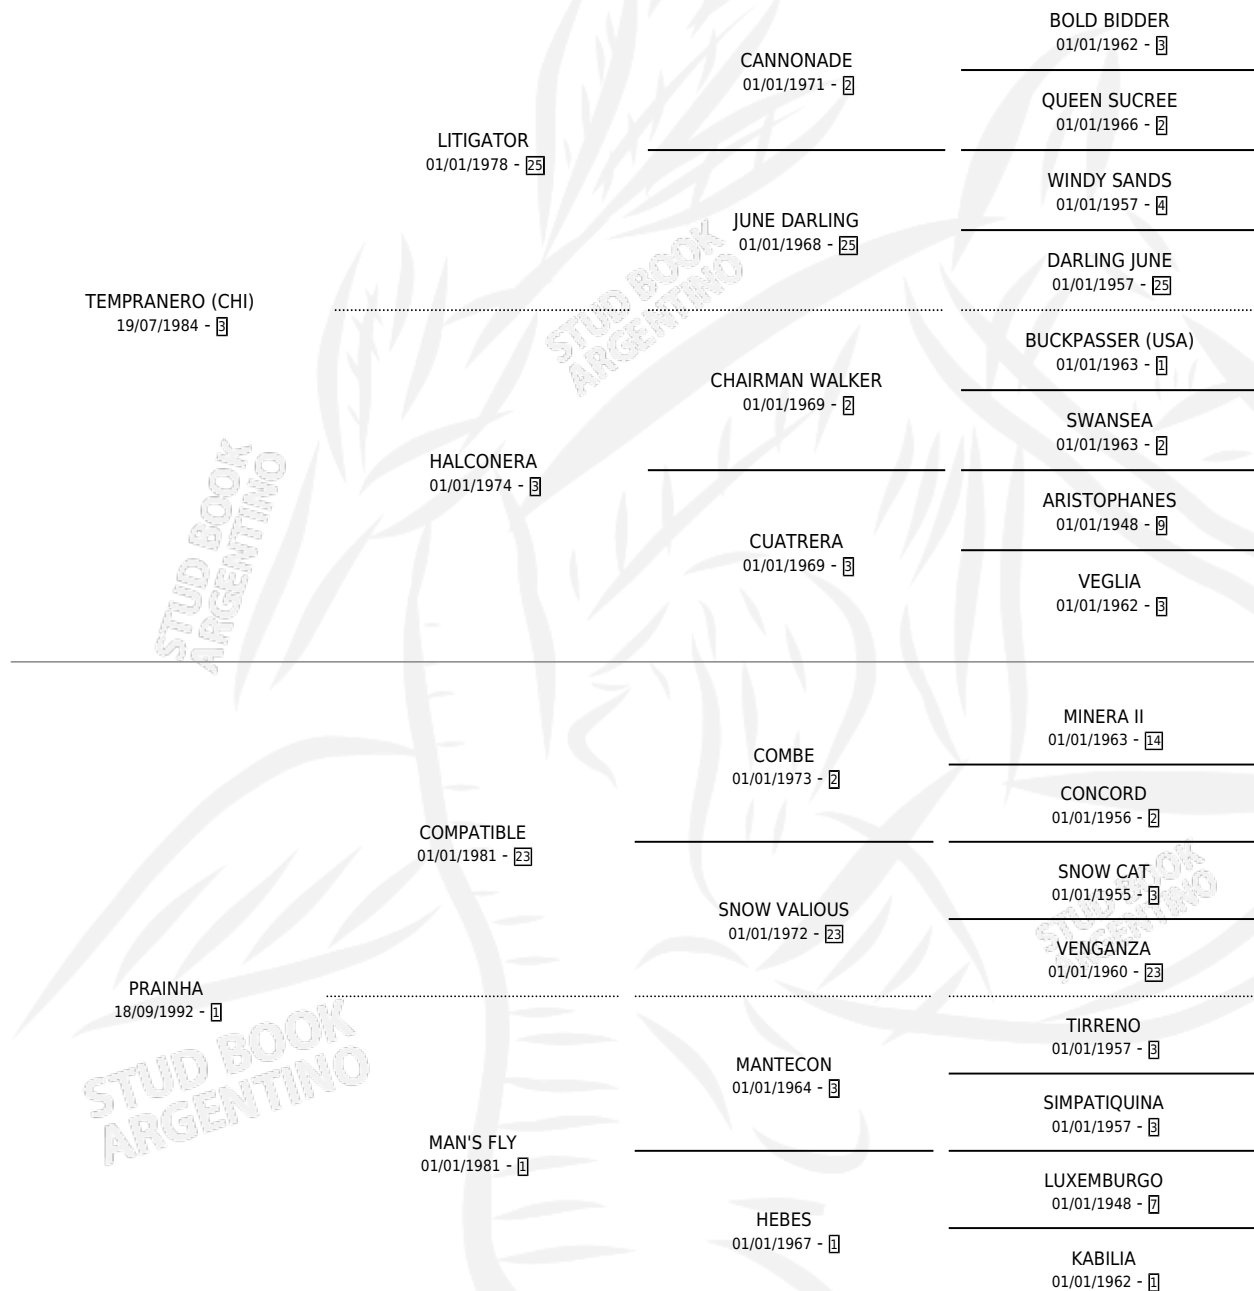 BOLD BIDDER
01/01/1962 - 3
CANNONADE
01/01/1971 - 2
QUEEN SUCREE
01/01/1966 - 2
LITIGATOR
01/01/1978 - 25
WINDY SANDS
01/01/1957 - 4
JUNE DARLING
01/01/1968 - 25
DARLING JUNE
01/01/1957 - 25
TEMPRANERO (CHI)
19/07/1984 - 3
STUD BOOK
ARGENTINO
BUCKPASSER (USA)
01/01/1963 - 1
CHAIRMAN WALKER
01/01/1969 - 2
SWANSEA
01/01/1963 - 2
HALCONERA
01/01/1974 - 3
ARISTOPHANES
01/01/1948 - 9
CUATRERA
01/01/1969 - 3
VEGLIA
01/01/1962 - 3
STUD BOOK
ARGENTINO
MINERA II
01/01/1963 - 14
COMBE
01/01/1973 - 2
CONCORD
01/01/1956 - 2
COMPATIBLE
01/01/1981 - 23
SNOW CAT
01/01/1955 - 3
SNOW VALIOUS
01/01/1972 - 23
STUD BOOK
ARGENTINO
VENGANZA
01/01/1960 - 23
PRAINHA
18/09/1992 - 1
STUD BOOK
ARGENTINO
TIRRENO
01/01/1957 - 3
MANTECON
01/01/1964 - 3
SIMPATIQUINA
01/01/1957 - 3
MAN'S FLY
01/01/1981 - 1
LUXEMBURGO
01/01/1948 - 7
HEBES
01/01/1967 - 1
KABILIA
01/01/1962 - 1